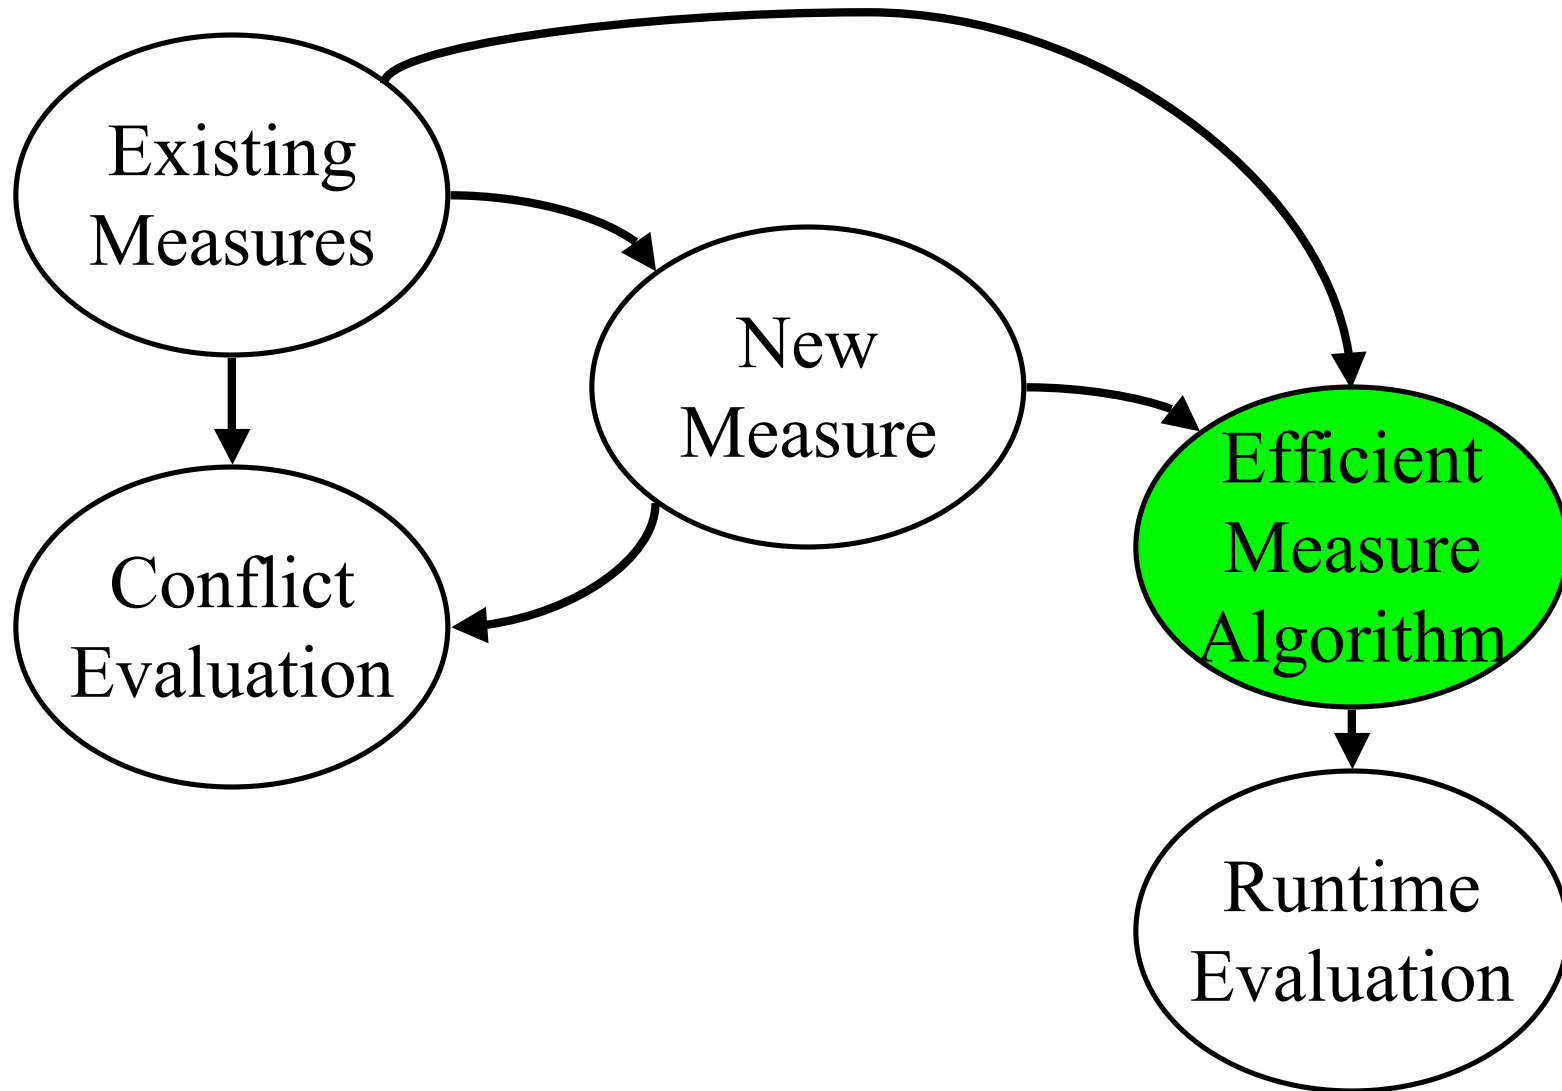 Existing
Measures
New
Measure
Efficient
Measure
Algorithm
Conflict
Evaluation
Runtime
Evaluation